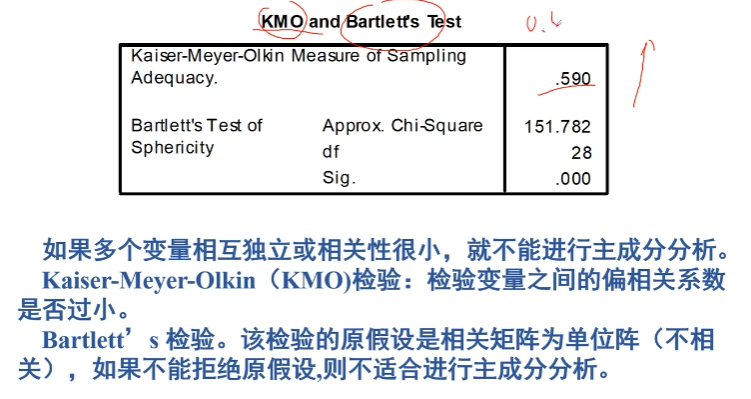 KMO and Bartlett's Test
Kaiser-Meyer-Olkin Measure of Sampling
Adequacy. .590
Bartlett's Test of Approx. Chi-Square 151.782
Sphericity df 28
Sig. .000
如果多个变量相互独立或相关性很小，就不能进行主成分分析。
Kaiser-Meyer-Olkin（KMO)检验：检验变量之间的偏相关系数
是否过小。
Bartlett’s 检验。该检验的原假设是相关矩阵为单位阵（不相
关），如果不能拒绝原假设,则不适合进行主成分分析。